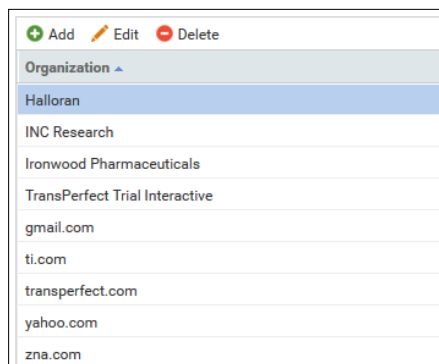 Add Edit Delete
Organization
Halloran
INC Research
Ironwood Pharmaceuticals
TransPerfect Trial Interactive
gmail.com
ti.com
transperfect.com
yahoo.com
zna.com